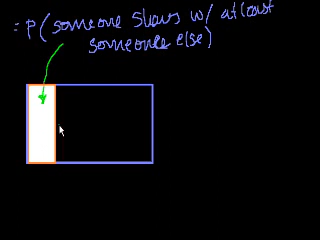 = P(someone shares w/ at least
someone else)